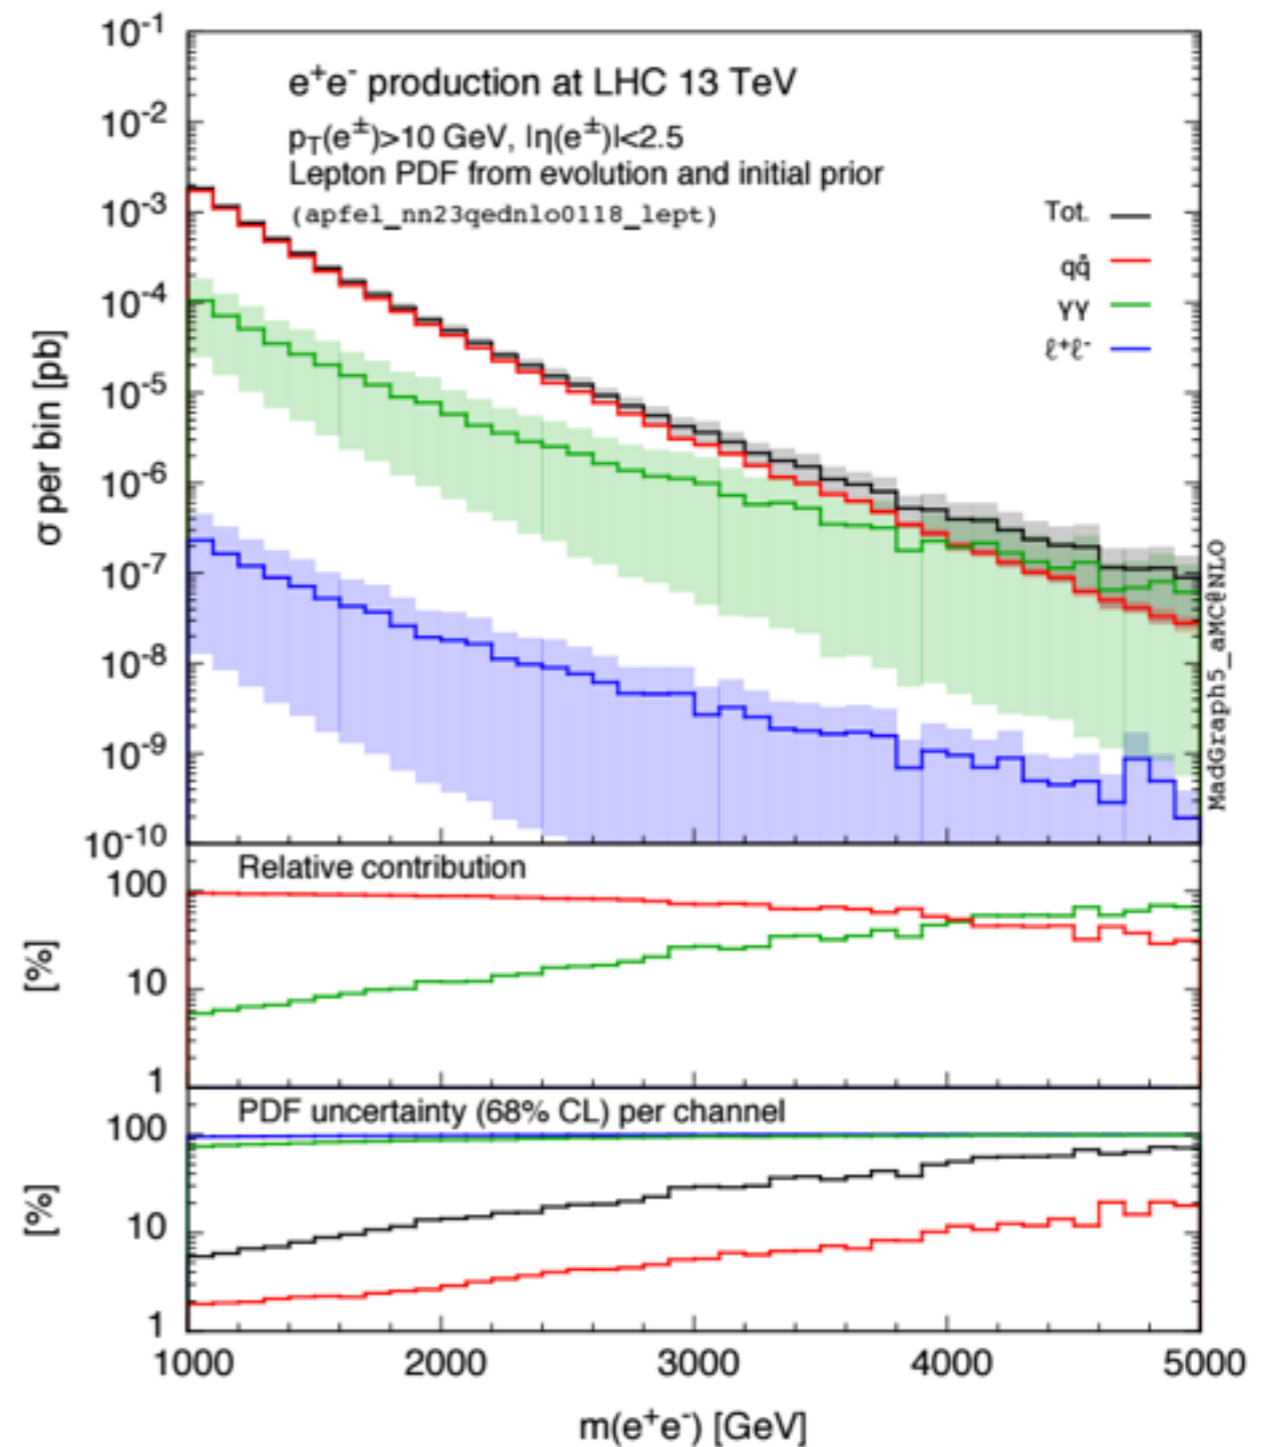 e⁺e⁻ production at LHC 13 TeV
p_T(e^±)>10 GeV, |η(e^±)|<2.5
Lepton PDF from evolution and initial prior
(apfel_nn23qednlo0118_lept)
Tot.
qq̄
γγ
ℓ⁺ℓ⁻
σ per bin [pb]
10⁻¹
10⁻²
10⁻³
10⁻⁴
10⁻⁵
10⁻⁶
10⁻⁷
10⁻⁸
10⁻⁹
10⁻¹⁰
MadGraph5_aMC@NLO
Relative contribution
[%]
100
10
1
PDF uncertainty (68% CL) per channel
[%]
100
10
1
1000 2000 3000 4000 5000
m(e⁺e⁻) [GeV]